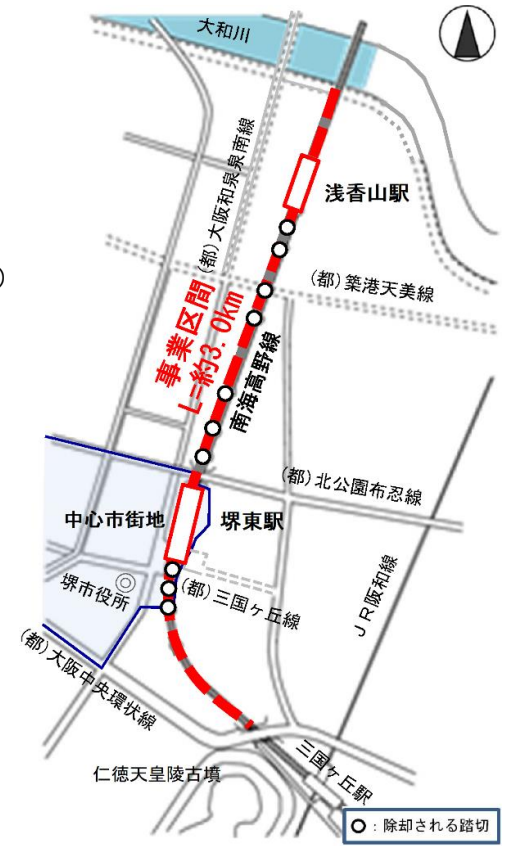 大和川
(都)大阪和泉泉南線
浅香山駅
)
(都)築港天美線
事業区間
L=約3.0km
南海高野線
(都)北公園布忍線
中心市街地
堺東駅
JR阪和線
堺市役所
(都)三国ヶ丘線
(都)大阪中央環状線
仁徳天皇陵古墳
三国ヶ丘駅
:除却される踏切